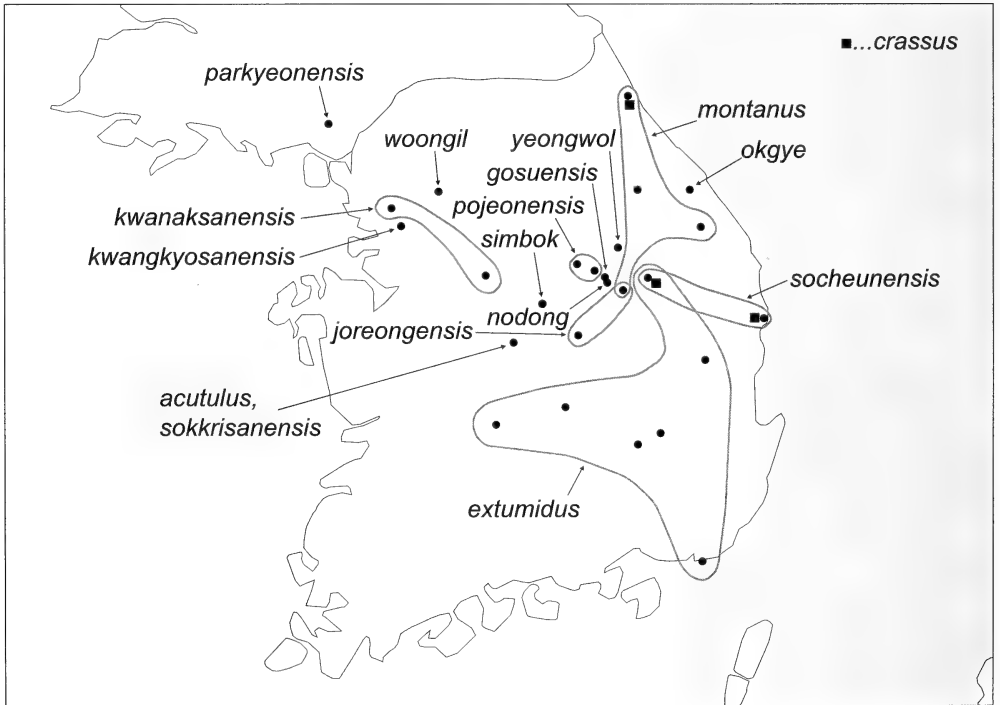 ■...crassus
parkyeonensis
montanus
woongil
yeongwol
okgye
gosuensis
pojeonensis
kwanaksanensis
simbok
kwangkyosanensis
socheunensis
nodong
joreongensis
acutulus,
sokkrisanensis
extumidus